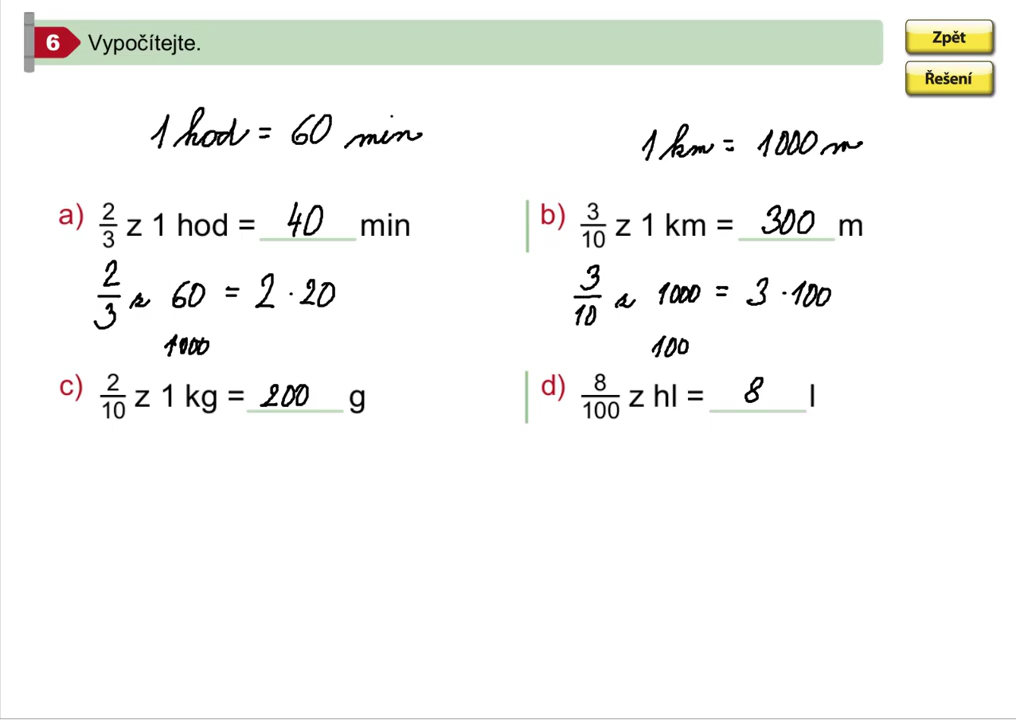 6 Vypočítejte.
Zpět
Řešení
1 hod = 60 min
1 km = 1000 m
a) 2/3 z 1 hod = 40 min
b) 3/10 z 1 km = 300 m
2/3 z 60 = 2 · 20
3/10 z 1000 = 3 · 100
1000
100
c) 2/10 z 1 kg = 200 g
d) 8/100 z hl = 8 l